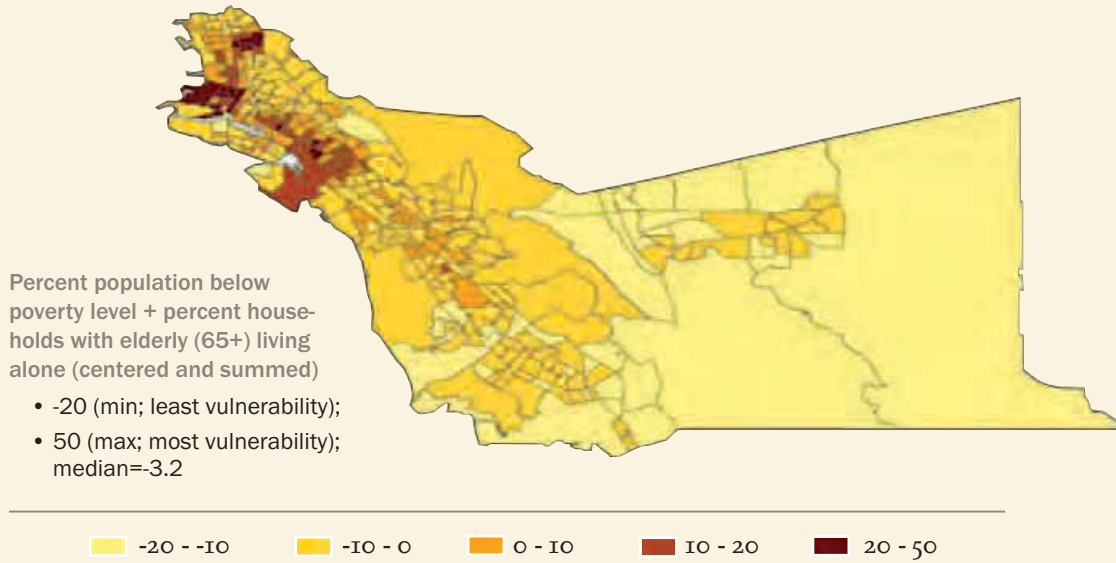 Percent population below
poverty level + percent house-
holds with elderly (65+) living
alone (centered and summed)
• -20 (min; least vulnerability);
• 50 (max; most vulnerability);
median=-3.2
-20 - -10
-10 - 0
0 - 10
10 - 20
20 - 50